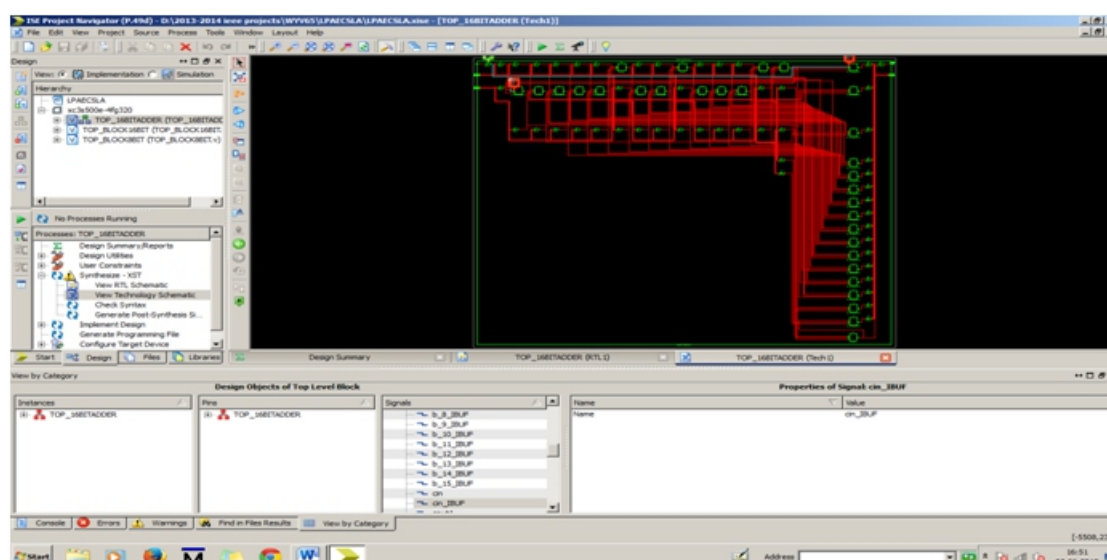 ISE Project Navigator (P.49d) - D:\2013-2014 ieee projects\WYV65\LPAECSLA\LPAECSLA.xise - [TOP_16BITADDER (Tech1)]
File Edit View Project Source Process Tools Window Layout Help
Design
View: Implementation Simulation
Hierarchy
LPAECSLA
xc3s500e-4fg320
TOP_16BITADDER (TOP_16BITADD
TOP_BLOCK16BIT (TOP_BLOCK16BIT.
TOP_BLOCK8BIT (TOP_BLOCK8BIT.v)
No Processes Running
Processes: TOP_16BITADDER
Design Summary/Reports
Design Utilities
User Constraints
Synthesize - XST
View RTL Schematic
View Technology Schematic
Check Syntax
Generate Post-Synthesis Si...
Implement Design
Generate Programming File
Configure Target Device
Start Design Files Libraries
Design Summary TOP_16BITADDER (RTL1) TOP_16BITADDER (Tech1)
View by Category
Design Objects of Top Level Block Properties of Signal: cin_IBUF
Instances Pins Signals Name Value
TOP_16BITADDER TOP_16BITADDER b_8_IBUF Name cin_IBUF
b_9_IBUF
b_10_IBUF
b_11_IBUF
b_12_IBUF
b_13_IBUF
b_14_IBUF
b_15_IBUF
cin
cin_IBUF
Console Errors Warnings Find in Files Results View by Category
Start Address 16:51